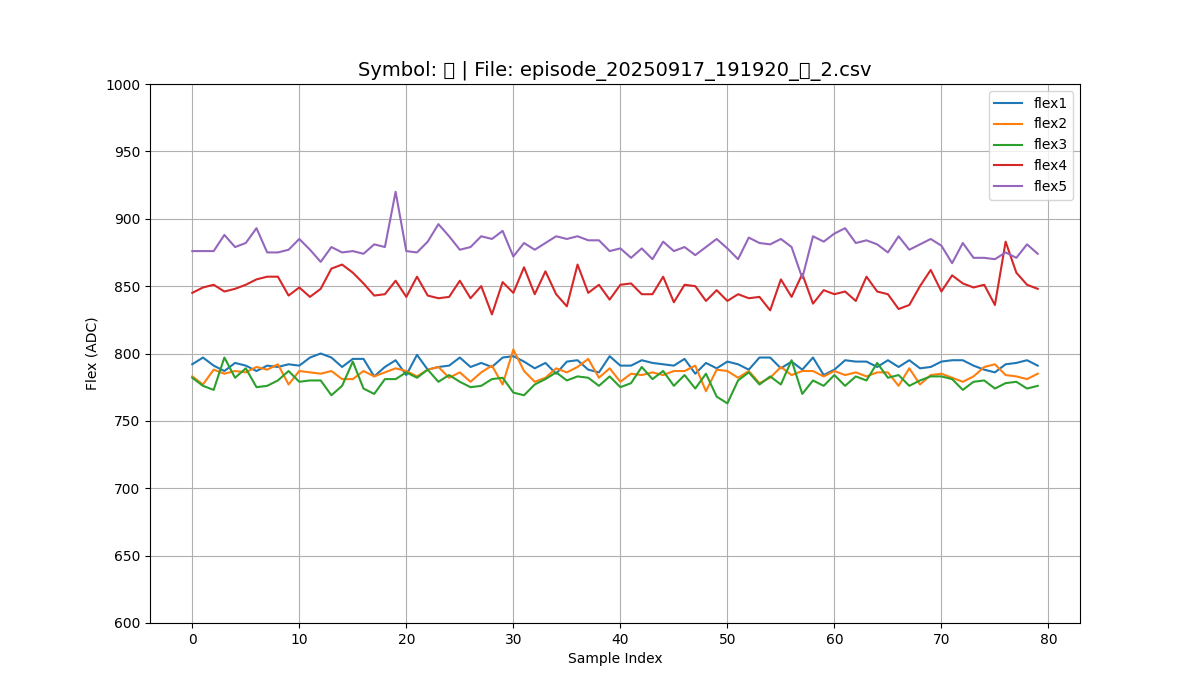 Symbol: | File: episode_20250917_191920_ _2.csv
1000
950
900
850
800
750
700
650
600
Flex (ADC)
0 10 20 30 40 50 60 70 80
Sample Index
flex1
flex2
flex3
flex4
flex5